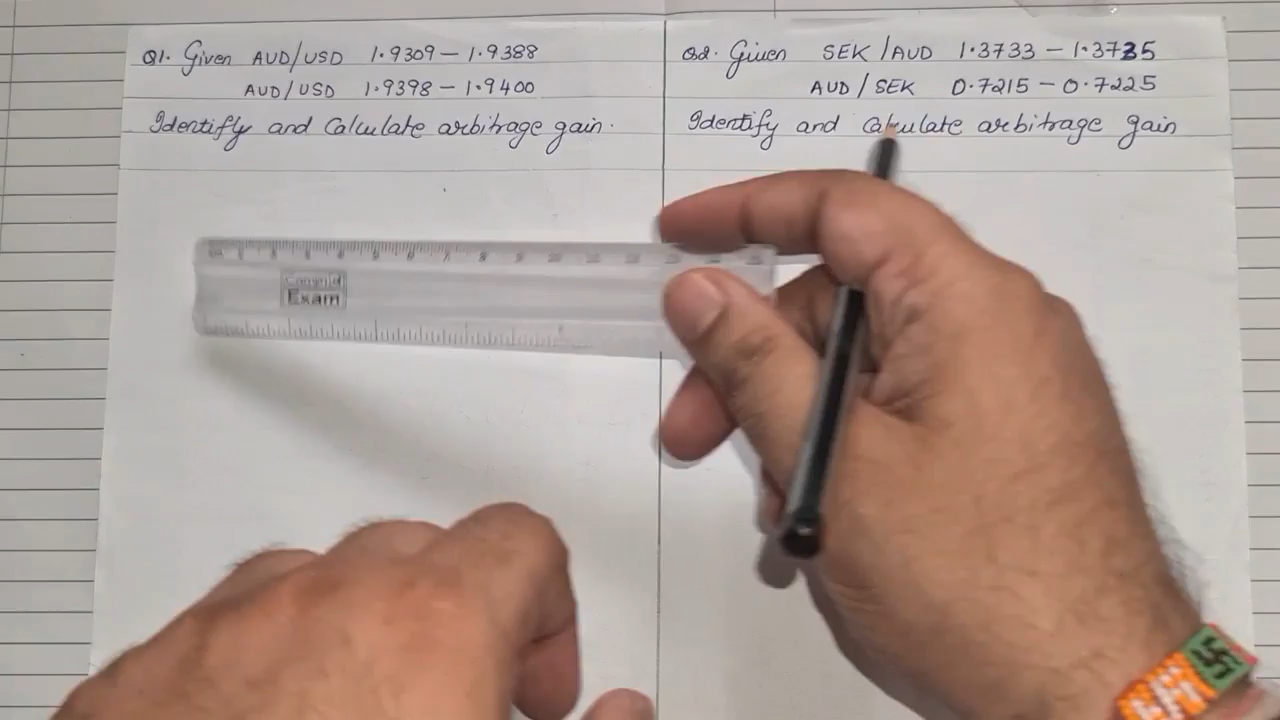 Q1. Given AUD/USD 1.9309 – 1.9388
AUD/USD 1.9398 – 1.9400
Identifly and Calculate arbitrage gain.
Q2. Given SEK/AUD 1.3733 – 1.3735
AUD/SEK 0.7215 – 0.7225
Identify and calculate arbitrage gain
Exam